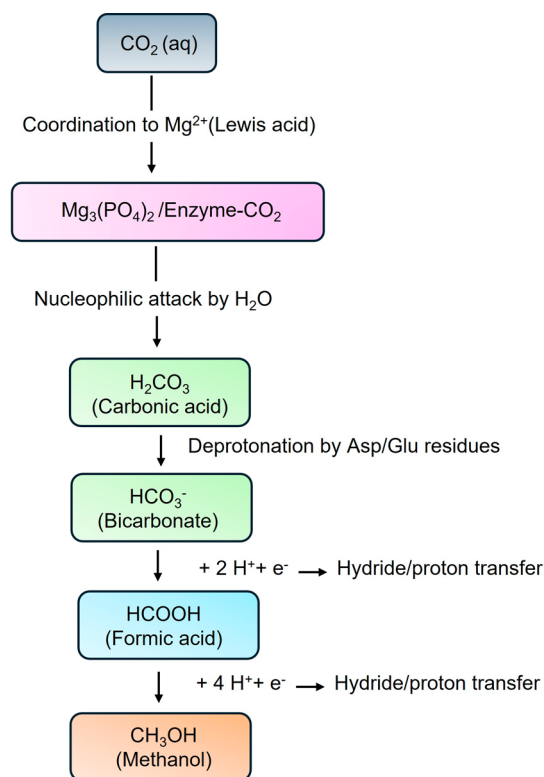 CO₂ (aq)
Coordination to Mg²⁺(Lewis acid)
Mg₃(PO₄)₂ /Enzyme-CO₂
Nucleophilic attack by H₂O
H₂CO₃
(Carbonic acid)
Deprotonation by Asp/Glu residues
HCO₃⁻
(Bicarbonate)
+ 2 H⁺+ e⁻ → Hydride/proton transfer
HCOOH
(Formic acid)
+ 4 H⁺+ e⁻ → Hydride/proton transfer
CH₃OH
(Methanol)